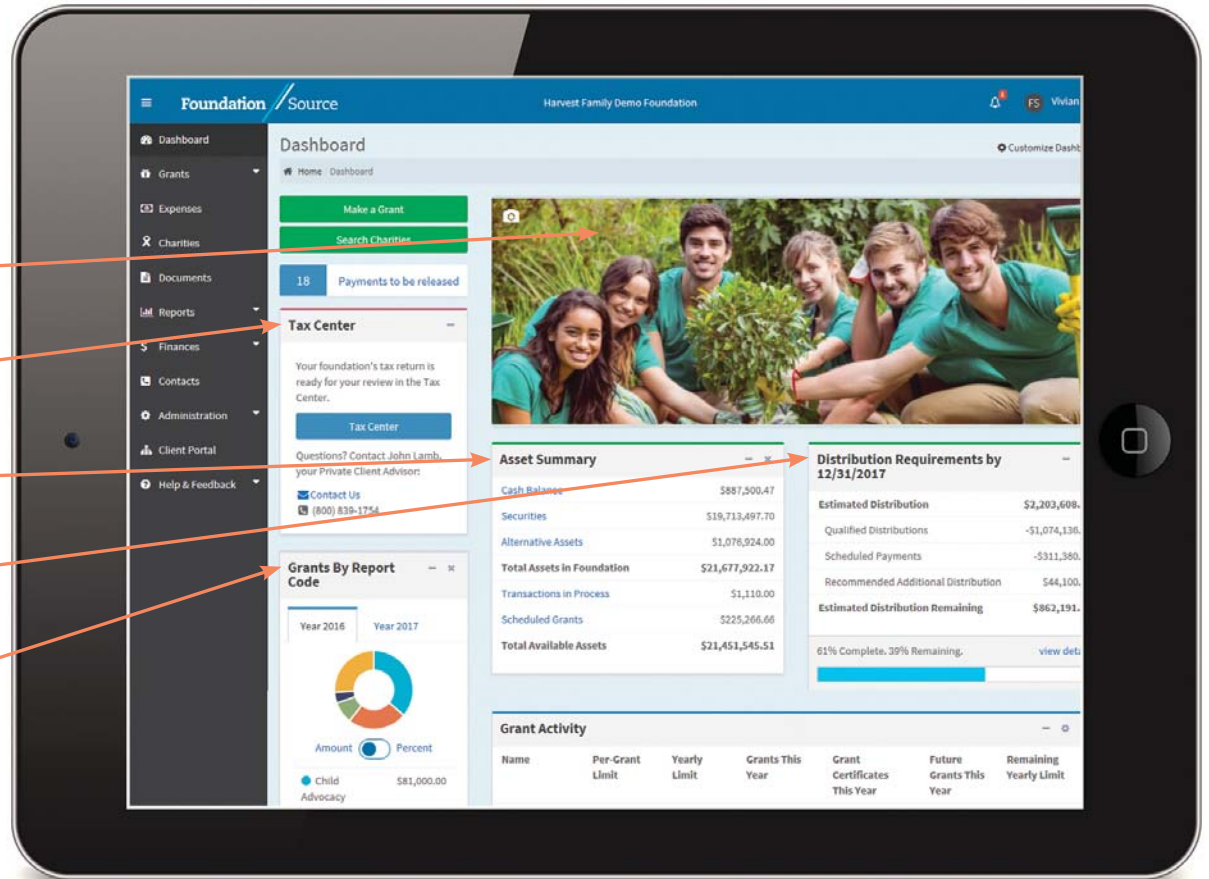 Foundation Source
Harvest Family Demo Foundation
FS
Vivian
Dashboard
Grants
Expenses
Charities
Documents
Reports
Finances
Contacts
Administration
Client Portal
Help & Feedback
Dashboard
Home Dashboard
Make a Grant
Search Charities
18 Payments to be released
Tax Center
Your foundation's tax return is
ready for your review in the Tax
Center.
Tax Center
Questions? Contact John Lamb,
your Private Client Advisor:
Contact Us
(800) 839-1754
Grants By Report
Code
Year 2016 Year 2017
Amount Percent
Child $81,000.00
Advocacy
Customize
Asset Summary
Cash Balance $887,500.47
Securities $19,713,497.70
Alternative Assets $1,076,924.00
Total Assets in Foundation $21,677,922.17
Transactions in Process $1,110.00
Scheduled Grants $225,266.66
Total Available Assets $21,451,545.51
Distribution Requirements by
12/31/2017
Estimated Distribution $2,203,608.
Qualified Distributions -$1,074,136.
Scheduled Payments -$311,380.
Recommended Additional Distribution $44,100.
Estimated Distribution Remaining $862,191.
61% Complete. 39% Remaining. view
Grant Activity
Name Per-Grant Yearly Grants This Grant Future Remaining
Limit Limit Year Certificates Grants This Yearly Limit
This Year Year